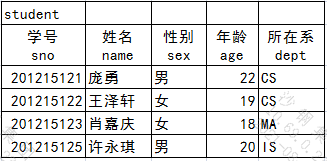 student
学号 姓名 性别 年龄 所在系
sno name sex age dept
201215121 庞勇 男 22 CS
201215122 王泽轩 女 19 CS
201215123 肖嘉庆 女 18 MA
201215125 许永琪 男 20 IS